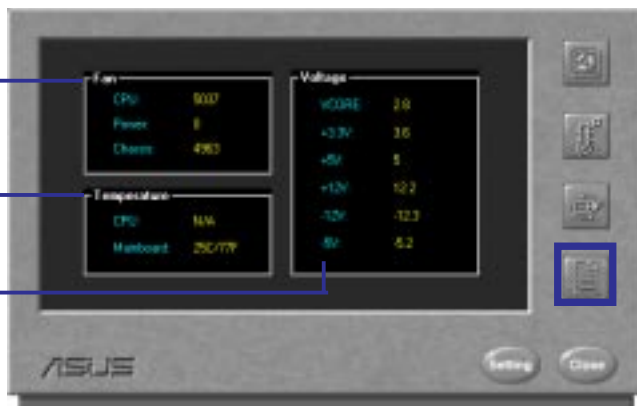 Fan
CPU: 5037
Power: 0
Chassis: 4963
Temperature
CPU: N/A
Mainboard: 25C/77F
Voltage
VCORE: 2.8
+3.3V: 3.6
+5V: 5
+12V: 12.2
-12V: -12.3
-5V: -5.2
ASUS
Setting
Close